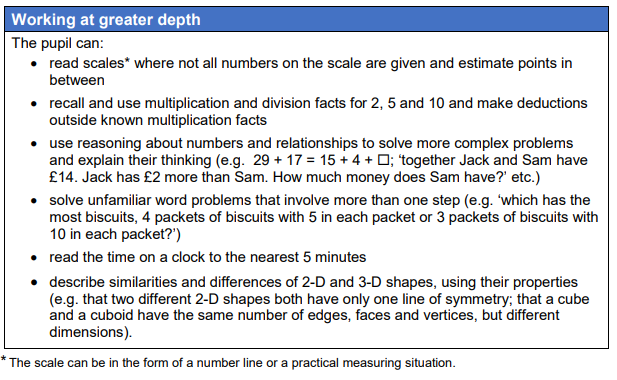 Working at greater depth
The pupil can:
• read scales* where not all numbers on the scale are given and estimate points in
between
• recall and use multiplication and division facts for 2, 5 and 10 and make deductions
outside known multiplication facts
• use reasoning about numbers and relationships to solve more complex problems
and explain their thinking (e.g.  29 + 17 = 15 + 4 + □; ‘together Jack and Sam have
£14. Jack has £2 more than Sam. How much money does Sam have?’ etc.)
• solve unfamiliar word problems that involve more than one step (e.g. ‘which has the
most biscuits, 4 packets of biscuits with 5 in each packet or 3 packets of biscuits with
10 in each packet?’)
• read the time on a clock to the nearest 5 minutes
• describe similarities and differences of 2-D and 3-D shapes, using their properties
(e.g. that two different 2-D shapes both have only one line of symmetry; that a cube
and a cuboid have the same number of edges, faces and vertices, but different
dimensions).
* The scale can be in the form of a number line or a practical measuring situation.